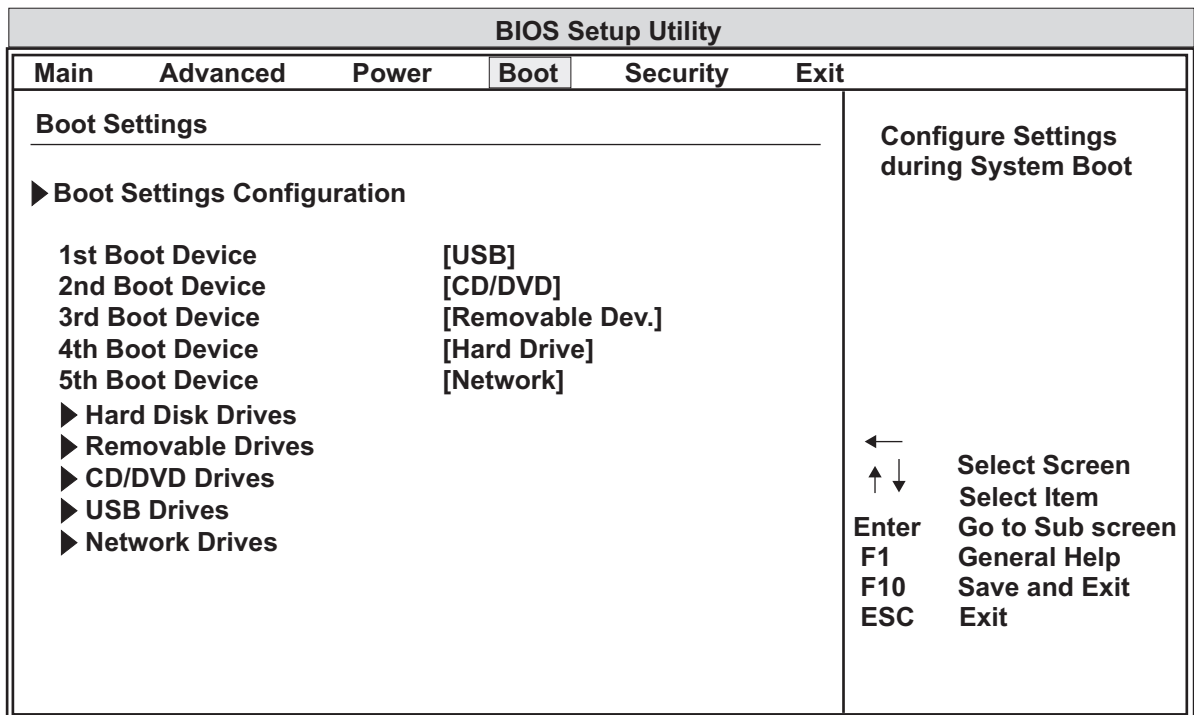 BIOS Setup Utility
Main Advanced Power Boot Security Exit
Boot Settings
Boot Settings Configuration
1st Boot Device [USB]
2nd Boot Device [CD/DVD]
3rd Boot Device [Removable Dev.]
4th Boot Device [Hard Drive]
5th Boot Device [Network]
Hard Disk Drives
Removable Drives
CD/DVD Drives
USB Drives
Network Drives
Configure Settings
during System Boot
Select Screen
Select Item
Enter Go to Sub screen
F1 General Help
F10 Save and Exit
ESC Exit